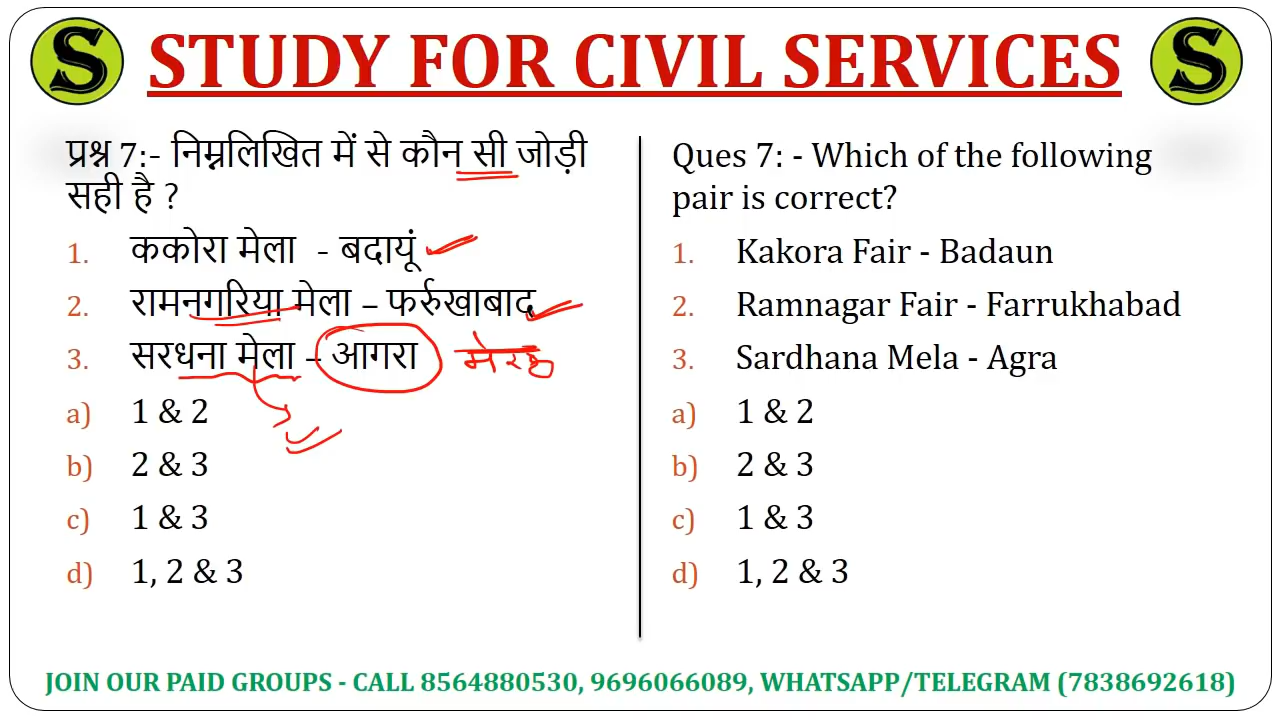 S STUDY FOR CIVIL SERVICES S
प्रश्न 7:- निम्नलिखित में से कौन सी जोड़ी
सही है ?
1. ककोरा मेला - बदायूं
2. रामनगरिया मेला – फर्रुखाबाद
3. सरधना मेला – आगरा मेरठ
a) 1 & 2
b) 2 & 3
c) 1 & 3
d) 1, 2 & 3
Ques 7: - Which of the following
pair is correct?
1. Kakora Fair - Badaun
2. Ramnagar Fair - Farrukhabad
3. Sardhana Mela - Agra
a) 1 & 2
b) 2 & 3
c) 1 & 3
d) 1, 2 & 3
JOIN OUR PAID GROUPS - CALL 8564880530, 9696066089, WHATSAPP/TELEGRAM (7838692618)